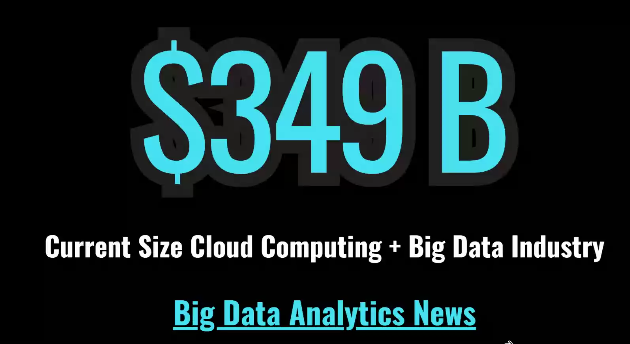 $349 B
Current Size Cloud Computing + Big Data Industry
Big Data Analytics News